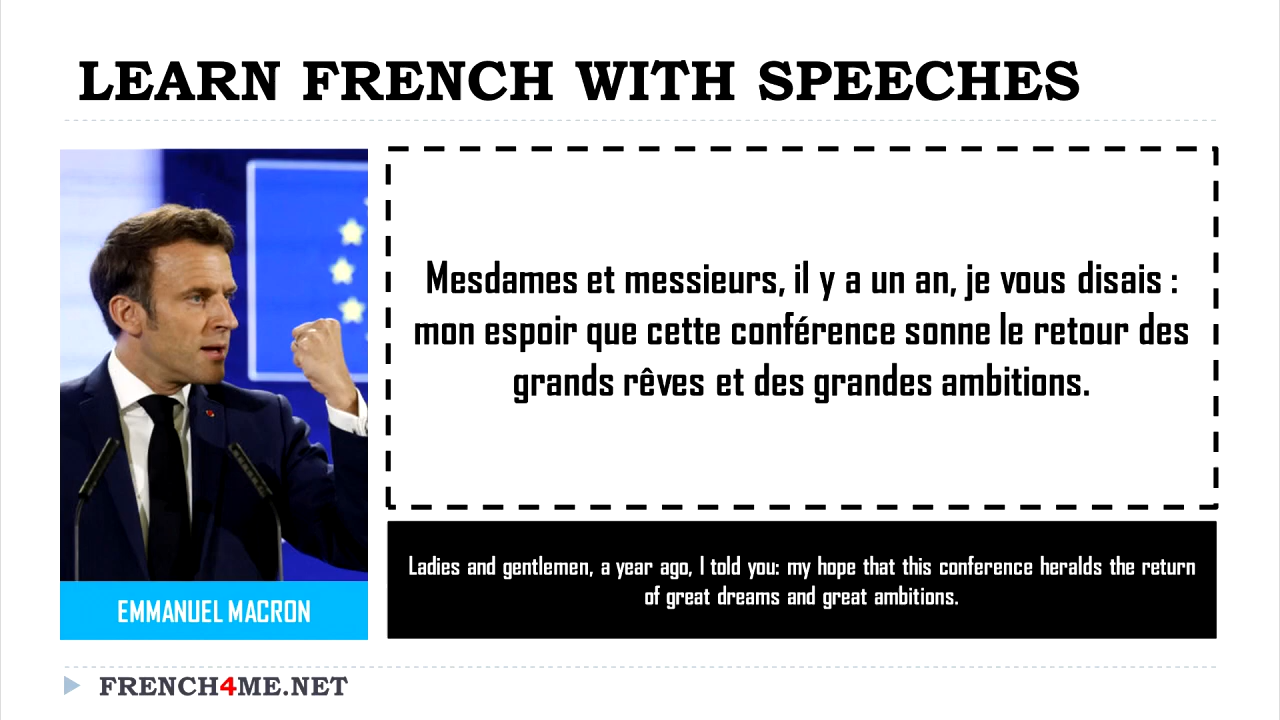 LEARN FRENCH WITH SPEECHES
Mesdames et messieurs, il y a un an, je vous disais :
mon espoir que cette conférence sonne le retour des
grands rêves et des grandes ambitions.
Ladies and gentlemen, a year ago, I told you: my hope that this conference heralds the return
of great dreams and great ambitions.
EMMANUEL MACRON
FRENCH4ME.NET